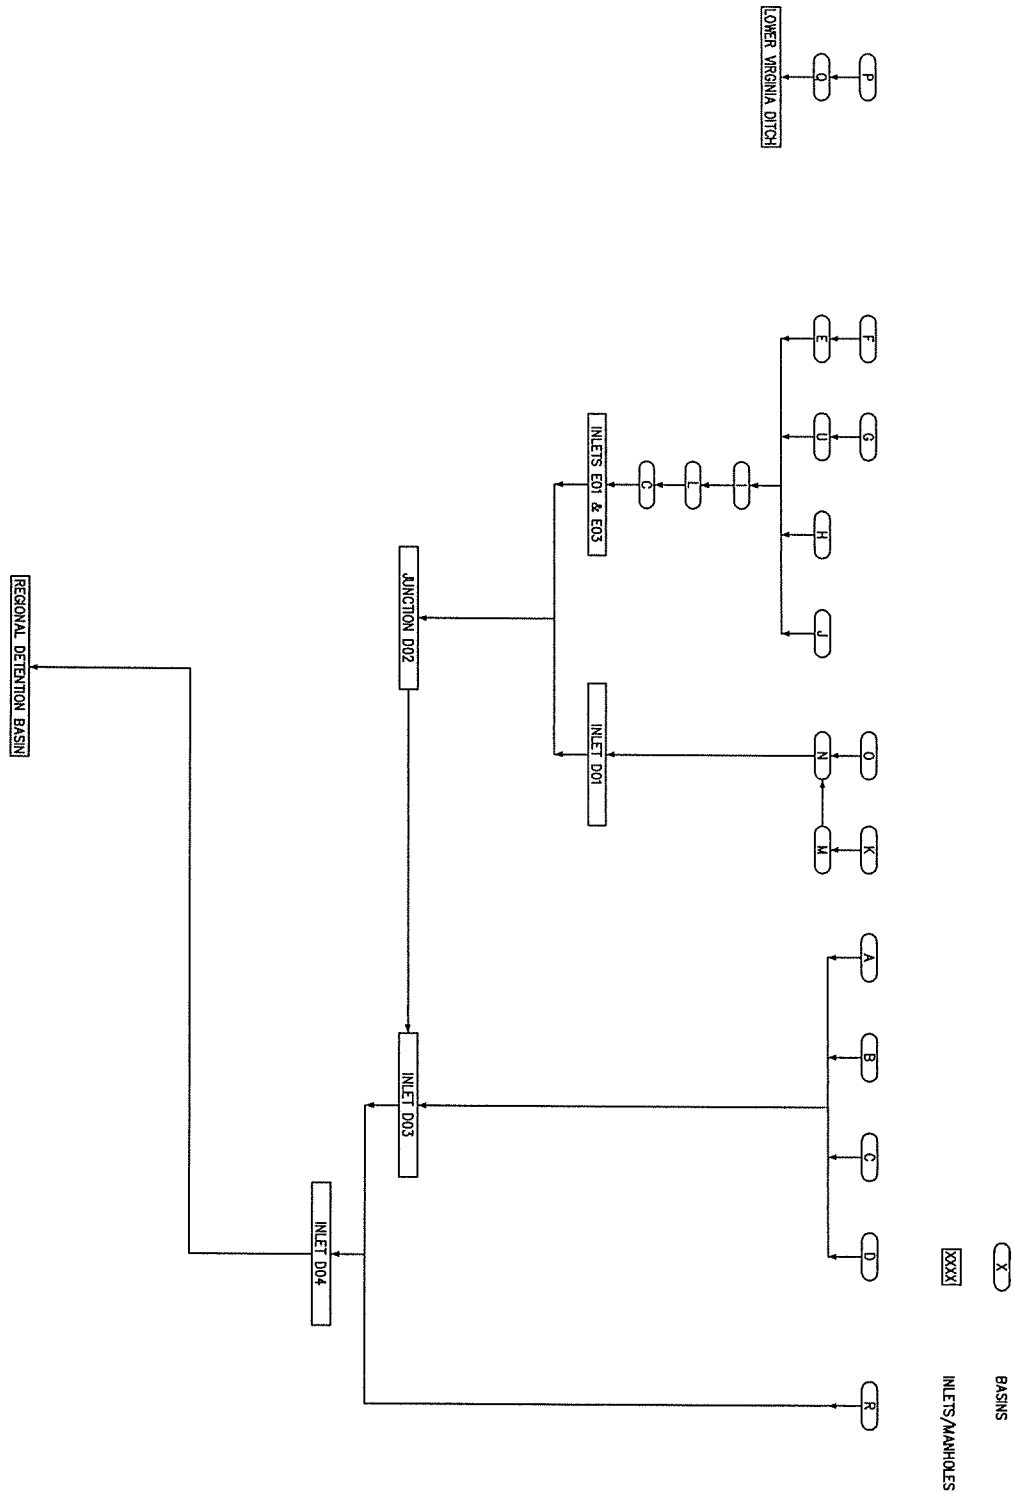 X BASINS
XXXX INLETS/MANHOLES
P F G O K A B C D R
Q E U H J N M
LOWER VIRGINIA DITCH
I
L
C
INLETS E01 & E03 INLET D01
JUNCTION D02 INLET D03
INLET D04
REGIONAL DETENTION BASIN